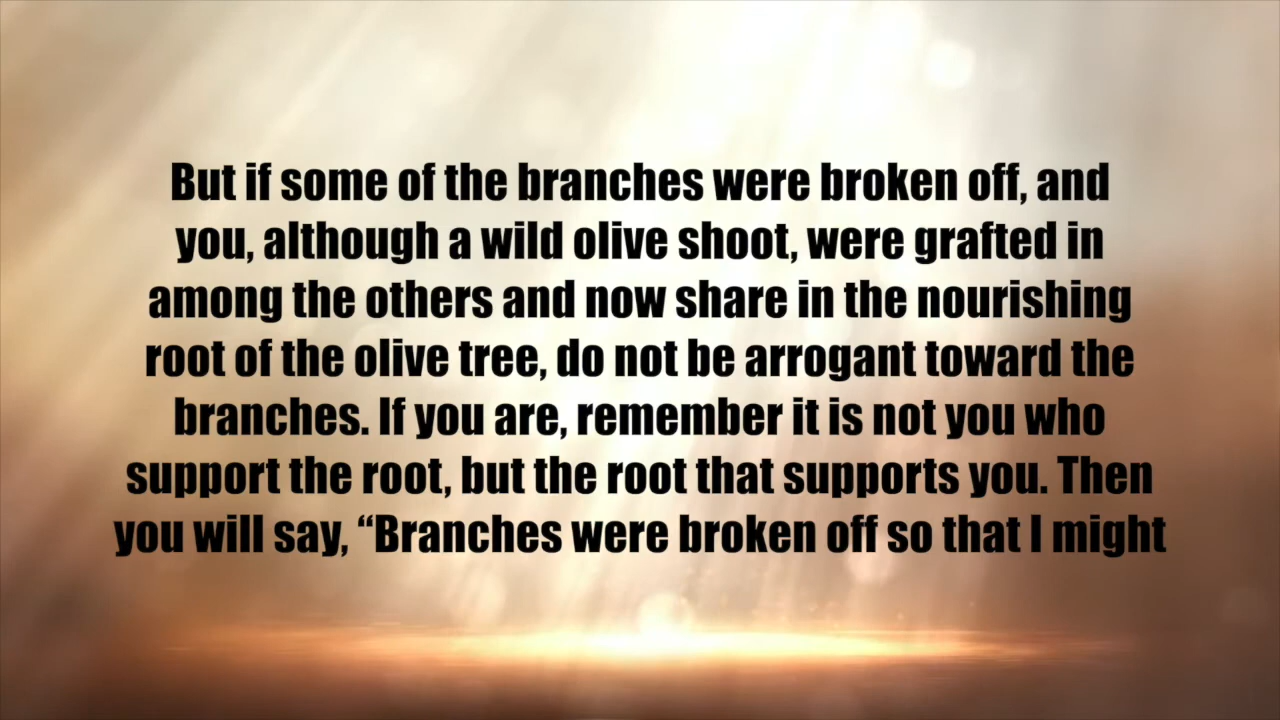 But if some of the branches were broken off, and
you, although a wild olive shoot, were grafted in
among the others and now share in the nourishing
root of the olive tree, do not be arrogant toward the
branches. If you are, remember it is not you who
support the root, but the root that supports you. Then
you will say, “Branches were broken off so that I might